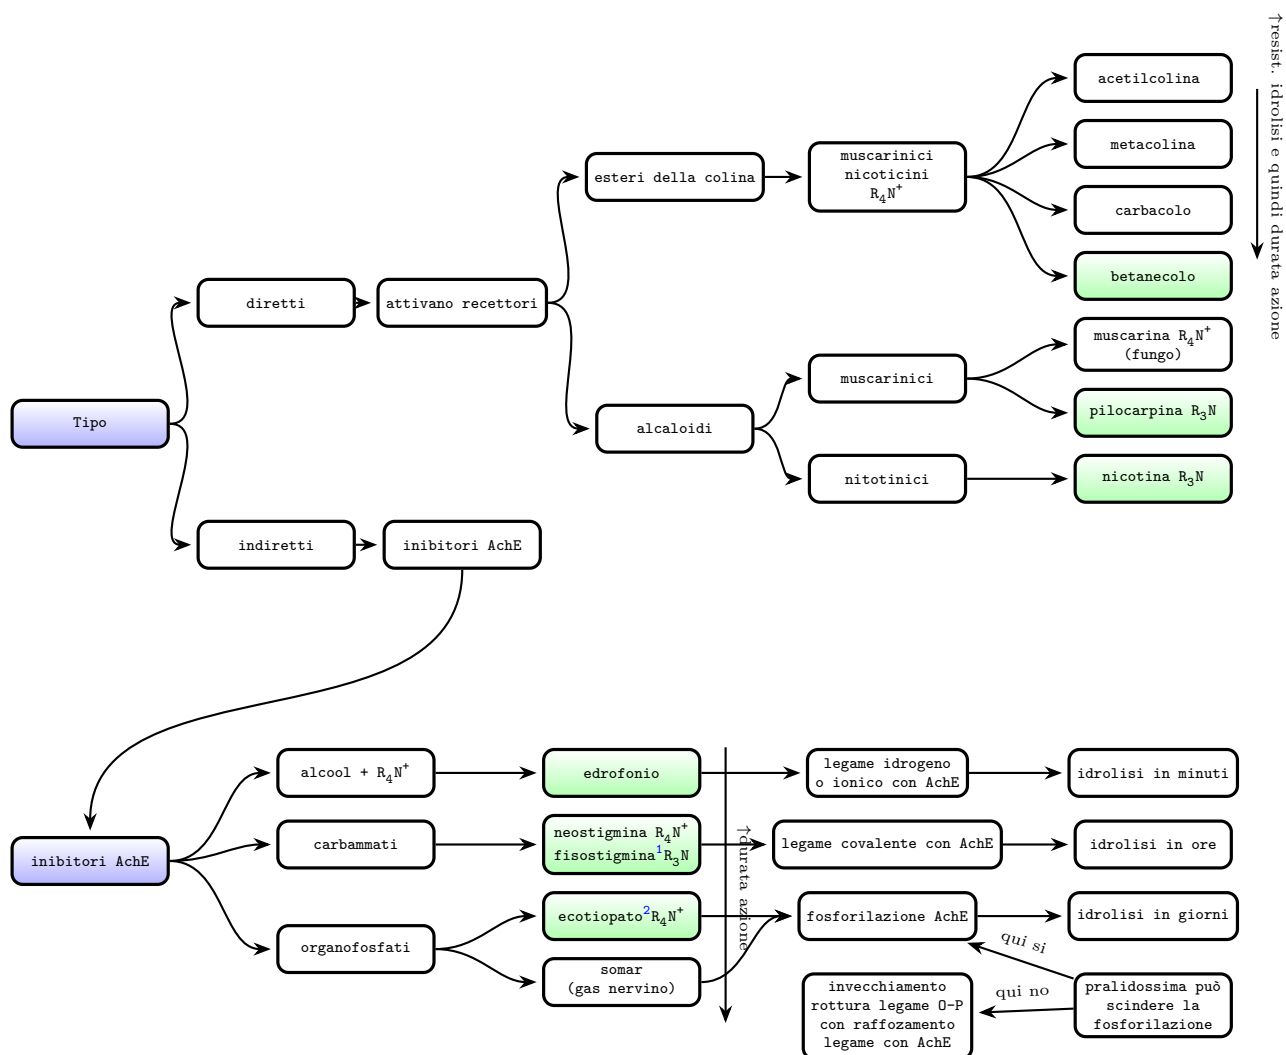 ↑resist. idrolisi e quindi durata azione
acetilcolina
metacolina
carbacolo
betanecolo
esteri della colina
muscarinici
nicoticini
R₄N⁺
diretti
attivano recettori
muscarina R₄N⁺
(fungo)
muscarinici
pilocarpina R₃N
Tipo
alcaloidi
nitotinici
nicotina R₃N
indiretti
inibitori AchE
alcool + R₄N⁺
edrofonio
legame idrogeno
o ionico con AchE
idrolisi in minuti
inibitori AchE
carbammati
neostigmina R₄N⁺
fisostigmina¹R₃N
↑durata azione
legame covalente con AchE
idrolisi in ore
organofosfati
ecotiopato²R₄N⁺
fosforilazione AchE
idrolisi in giorni
somar
(gas nervino)
qui si
qui no
invecchiamento
rottura legame O-P
con raffozamento
legame con AchE
pralidossima può
scindere la
fosforilazione